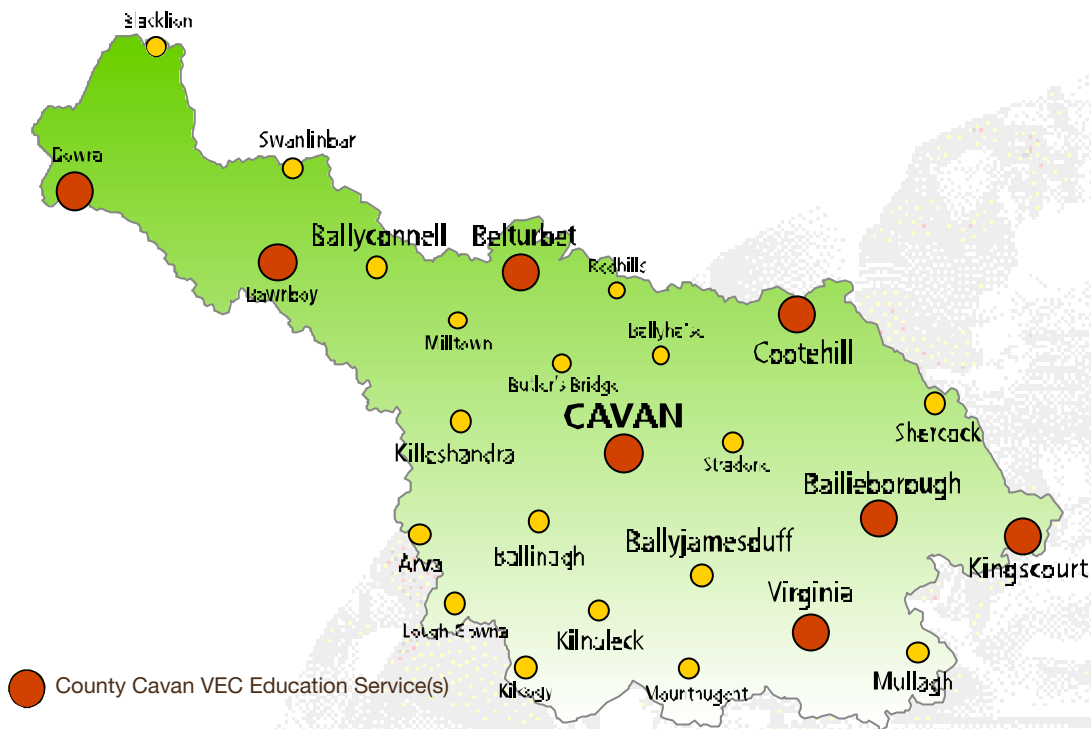 Blacklion
Swanlinbar
Dowra
Ballyconnell
Belturbet
Redhills
Bawnboy
Milltown
Ballyhaise
Cootehill
Butler's Bridge
CAVAN
Shercock
Killeshandra
Stradone
Bailieborough
Ballyjamesduff
Ballinagh
Arva
Kingscourt
Virginia
Lough Gowna
Kilnaleck
Mullagh
Kilcogy
Mountnugent
County Cavan VEC Education Service(s)